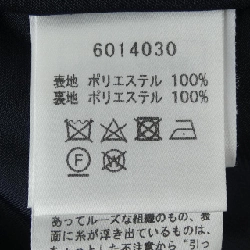 6014030
表地 ポリエステル 100%
裏地 ポリエステル 100%
F W
あってルーズな組織のもの、表
面に糸が浮き出ているものは、